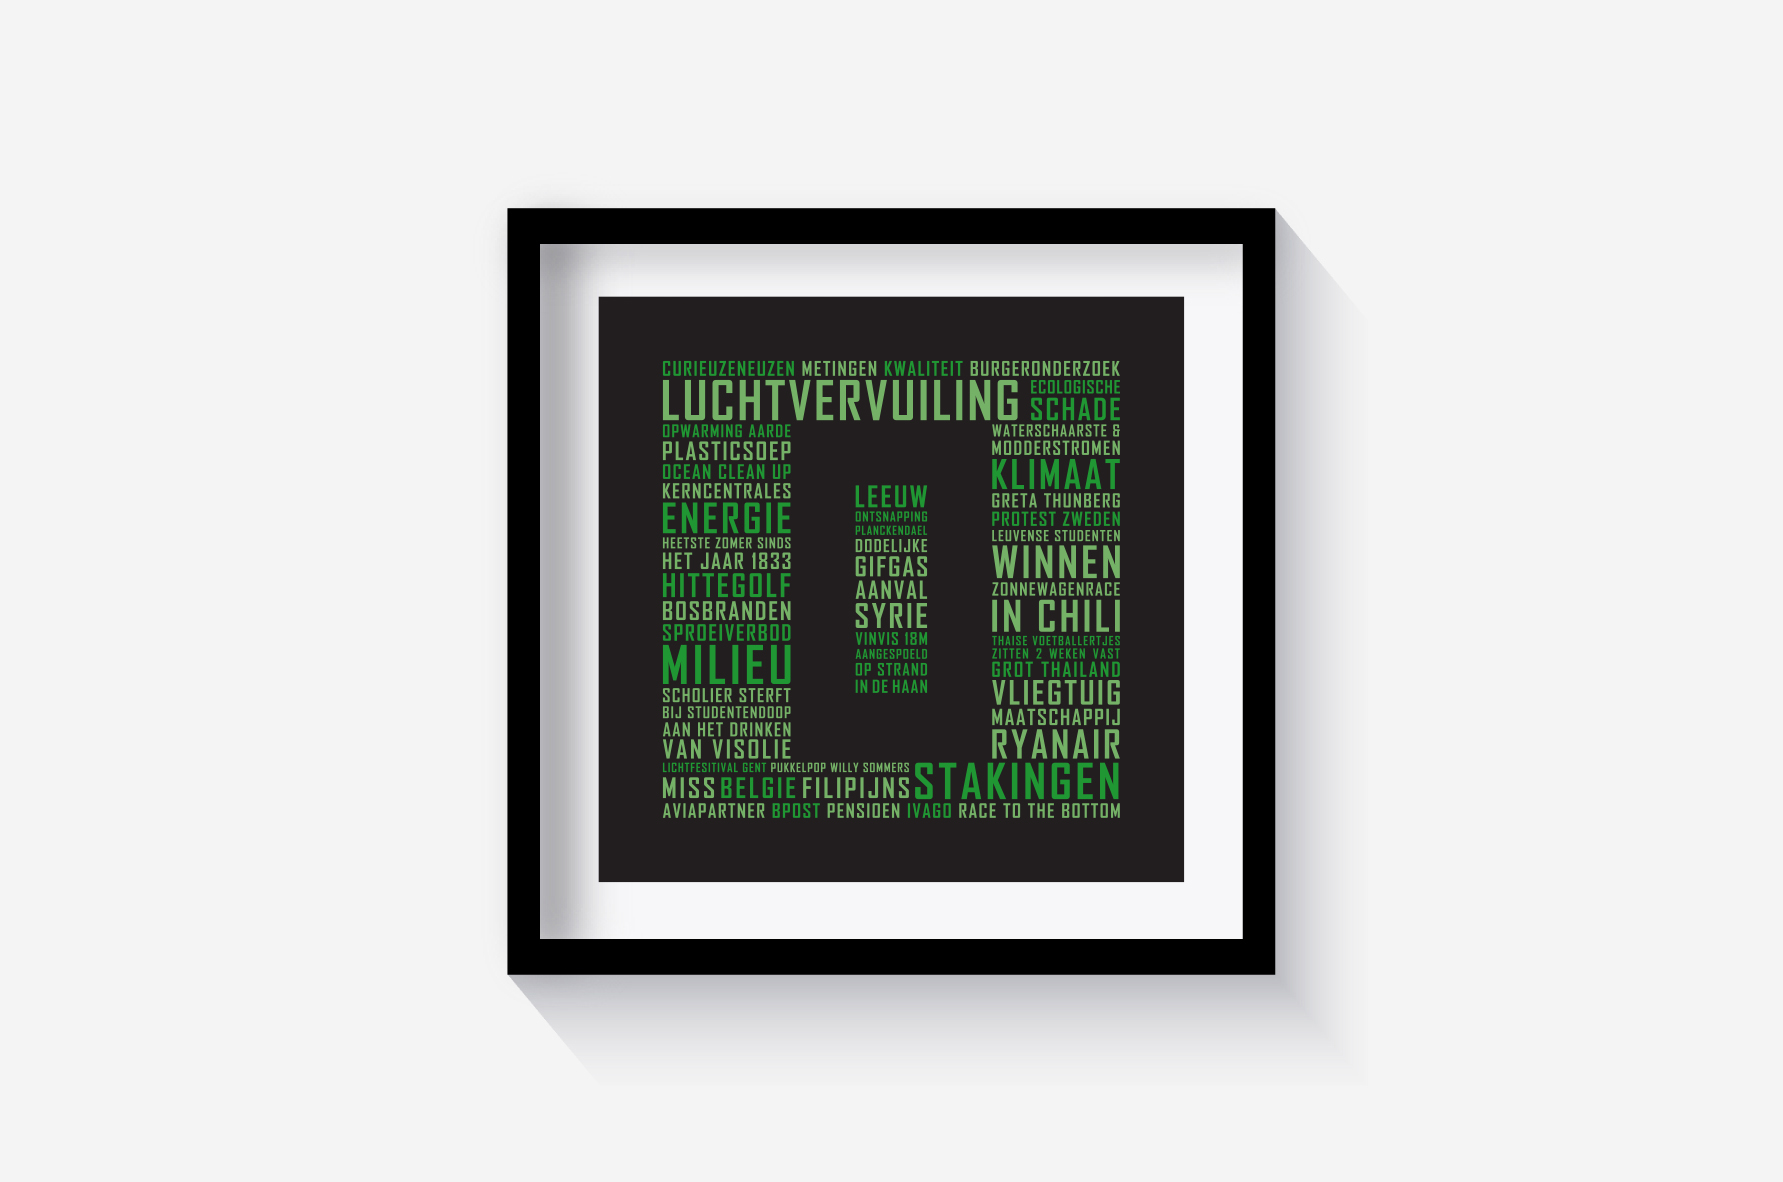 CURIEUZENEUZEN METINGEN KWALITEIT BURGERONDERZOEK
LUCHTVERVUILING
ECOLOGISCHE
SCHADE
OPWARMING AARDE
PLASTICSOEP
OCEAN CLEAN UP
KERNCENTRALES
ENERGIE
HEETSTE ZOMER SINDS
HET JAAR 1833
HITTEGOLF
BOSBRANDEN
SPROEIVERBOD
MILIEU
SCHOLIER STERFT
BIJ STUDENTENDOOP
AAN HET DRINKEN
VAN VISOLIE
LEEUW
ONTSNAPPING
PLANCKENDAEL
DODELIJKE
GIFGAS
AANVAL
SYRIE
VINVIS 18M
AANGESPOELD
OP STRAND
IN DE HAAN
WATERSCHAARSTE &
MODDERSTROMEN
KLIMAAT
GRETA THUNBERG
PROTEST ZWEDEN
LEUVENSE STUDENTEN
WINNEN
ZONNEWAGENRACE
IN CHILI
THAISE VOETBALLERTJES
ZITTEN 2 WEKEN VAST
GROT THAILAND
VLIEGTUIG
MAATSCHAPPIJ
RYANAIR
LICHTFESITIVAL GENT PUKKELPOP WILLY SOMMERS
MISS BELGIE FILIPIJNS
STAKINGEN
AVIAPARTNER BPOST PENSIOEN IVAGO RACE TO THE BOTTOM